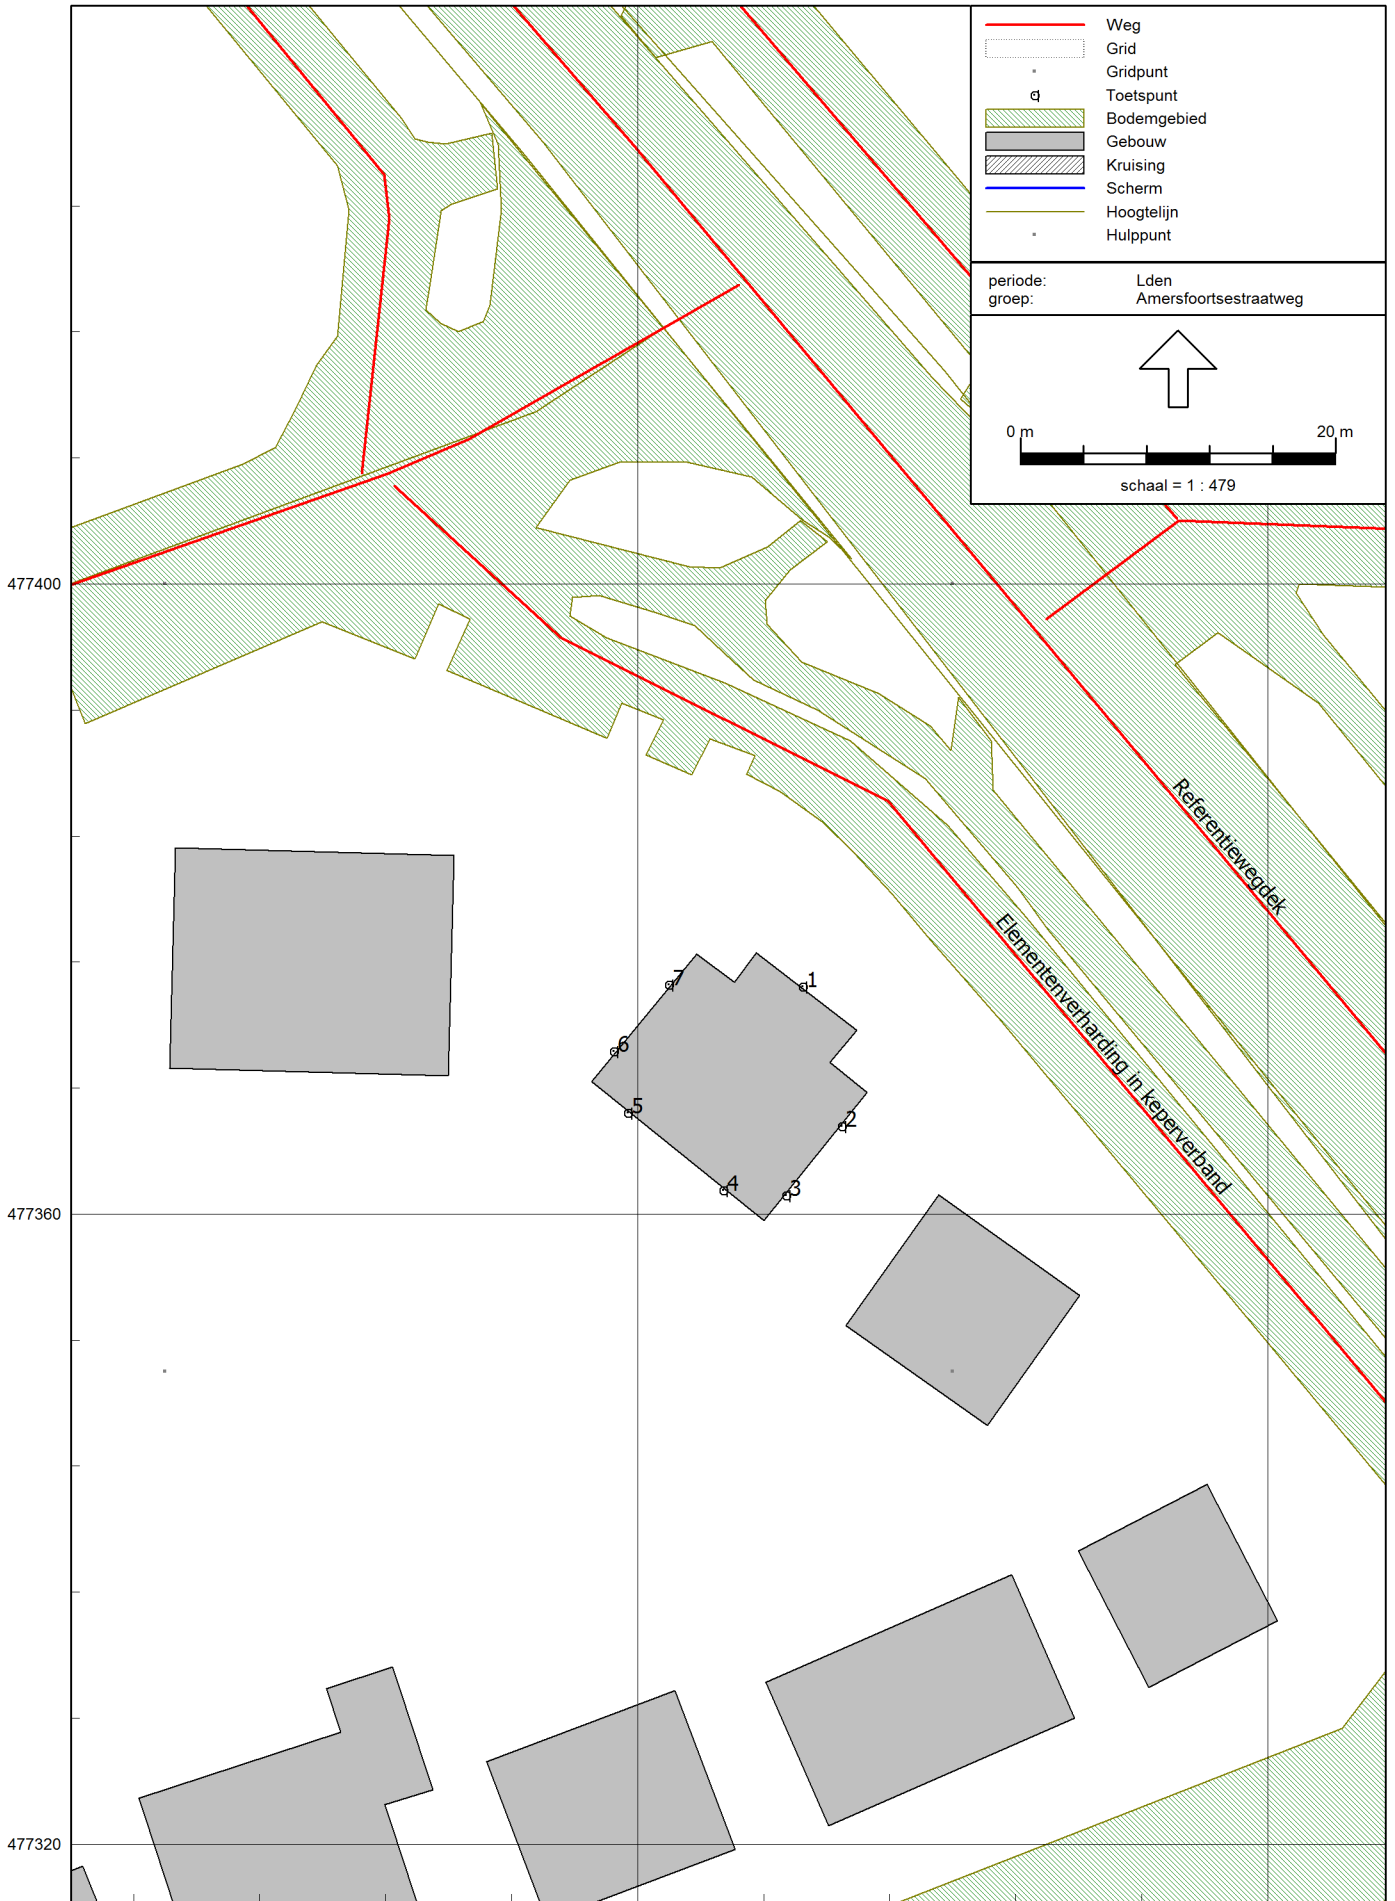 Weg
Grid
Gridpunt
Toetspunt
Bodemgebied
Gebouw
Kruising
Scherm
Hoogtelijn
Hulppunt
periode: Lden
groep: Amersfoortsestraatweg
0 m 20 m
schaal = 1 : 479
477400
Referentiewegdek
Elementenverharding in keperverband
7
1
6
5
2
4
3
477360
477320